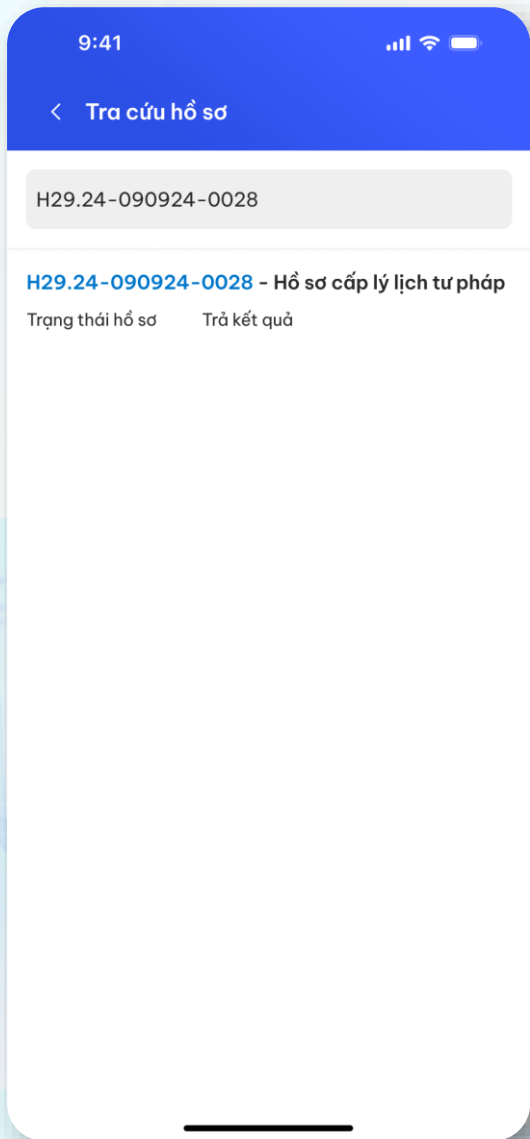 9:41
Tra cứu hồ sơ
H29.24-090924-0028
H29.24-090924-0028 - Hồ sơ cấp lý lịch tư pháp
Trạng thái hồ sơ Trả kết quả